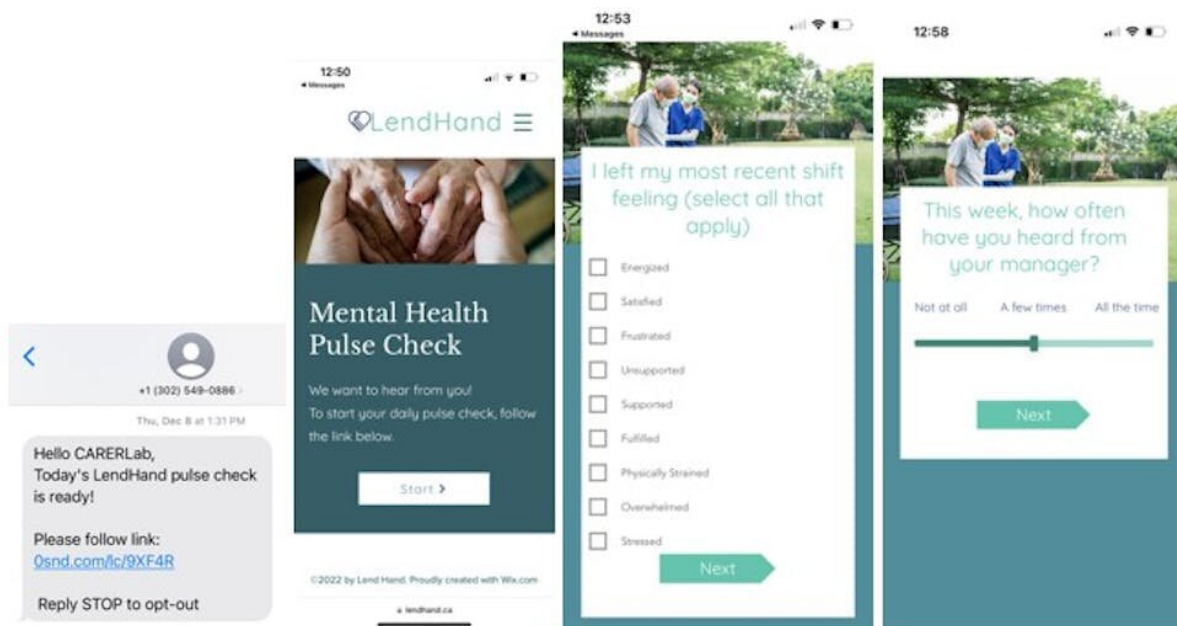 +1 (302) 549-0886
Thu, Dec 8 at 1:31 PM
Hello CARERLab,
Today's LendHand pulse check
is ready!
Please follow link:
0snd.com/lc/9XF4R
Reply STOP to opt-out
12:50
Messages
LendHand
Mental Health
Pulse Check
We want to hear from you!
To start your daily pulse check, follow
the link below.
Start >
©2022 by Lend Hand. Proudly created with Wix.com
lendhand.ca
12:53
Messages
I left my most recent shift
feeling (select all that
apply)
Energized
Satisfied
Frustrated
Unsupported
Supported
Fulfilled
Physically Strained
Overwhelmed
Stressed
Next
12:58
This week, how often
have you heard from
your manager?
Not at all A few times All the time
Next